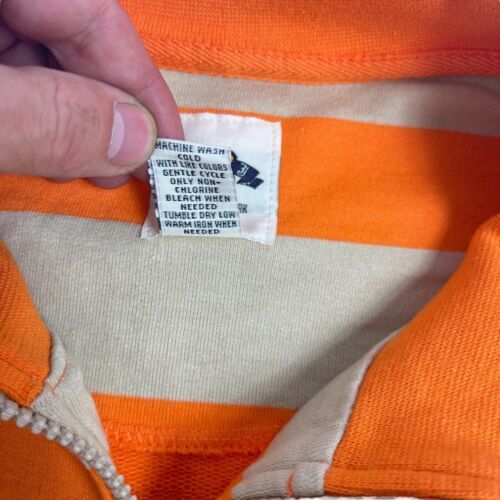 MACHINE WASH
COLD
WITH LIKE COLORS
GENTLE CYCLE
ONLY NON-
CHLORINE
BLEACH WHEN
NEEDED
TUMBLE DRY LOW
WARM IRON WHEN
NEEDED